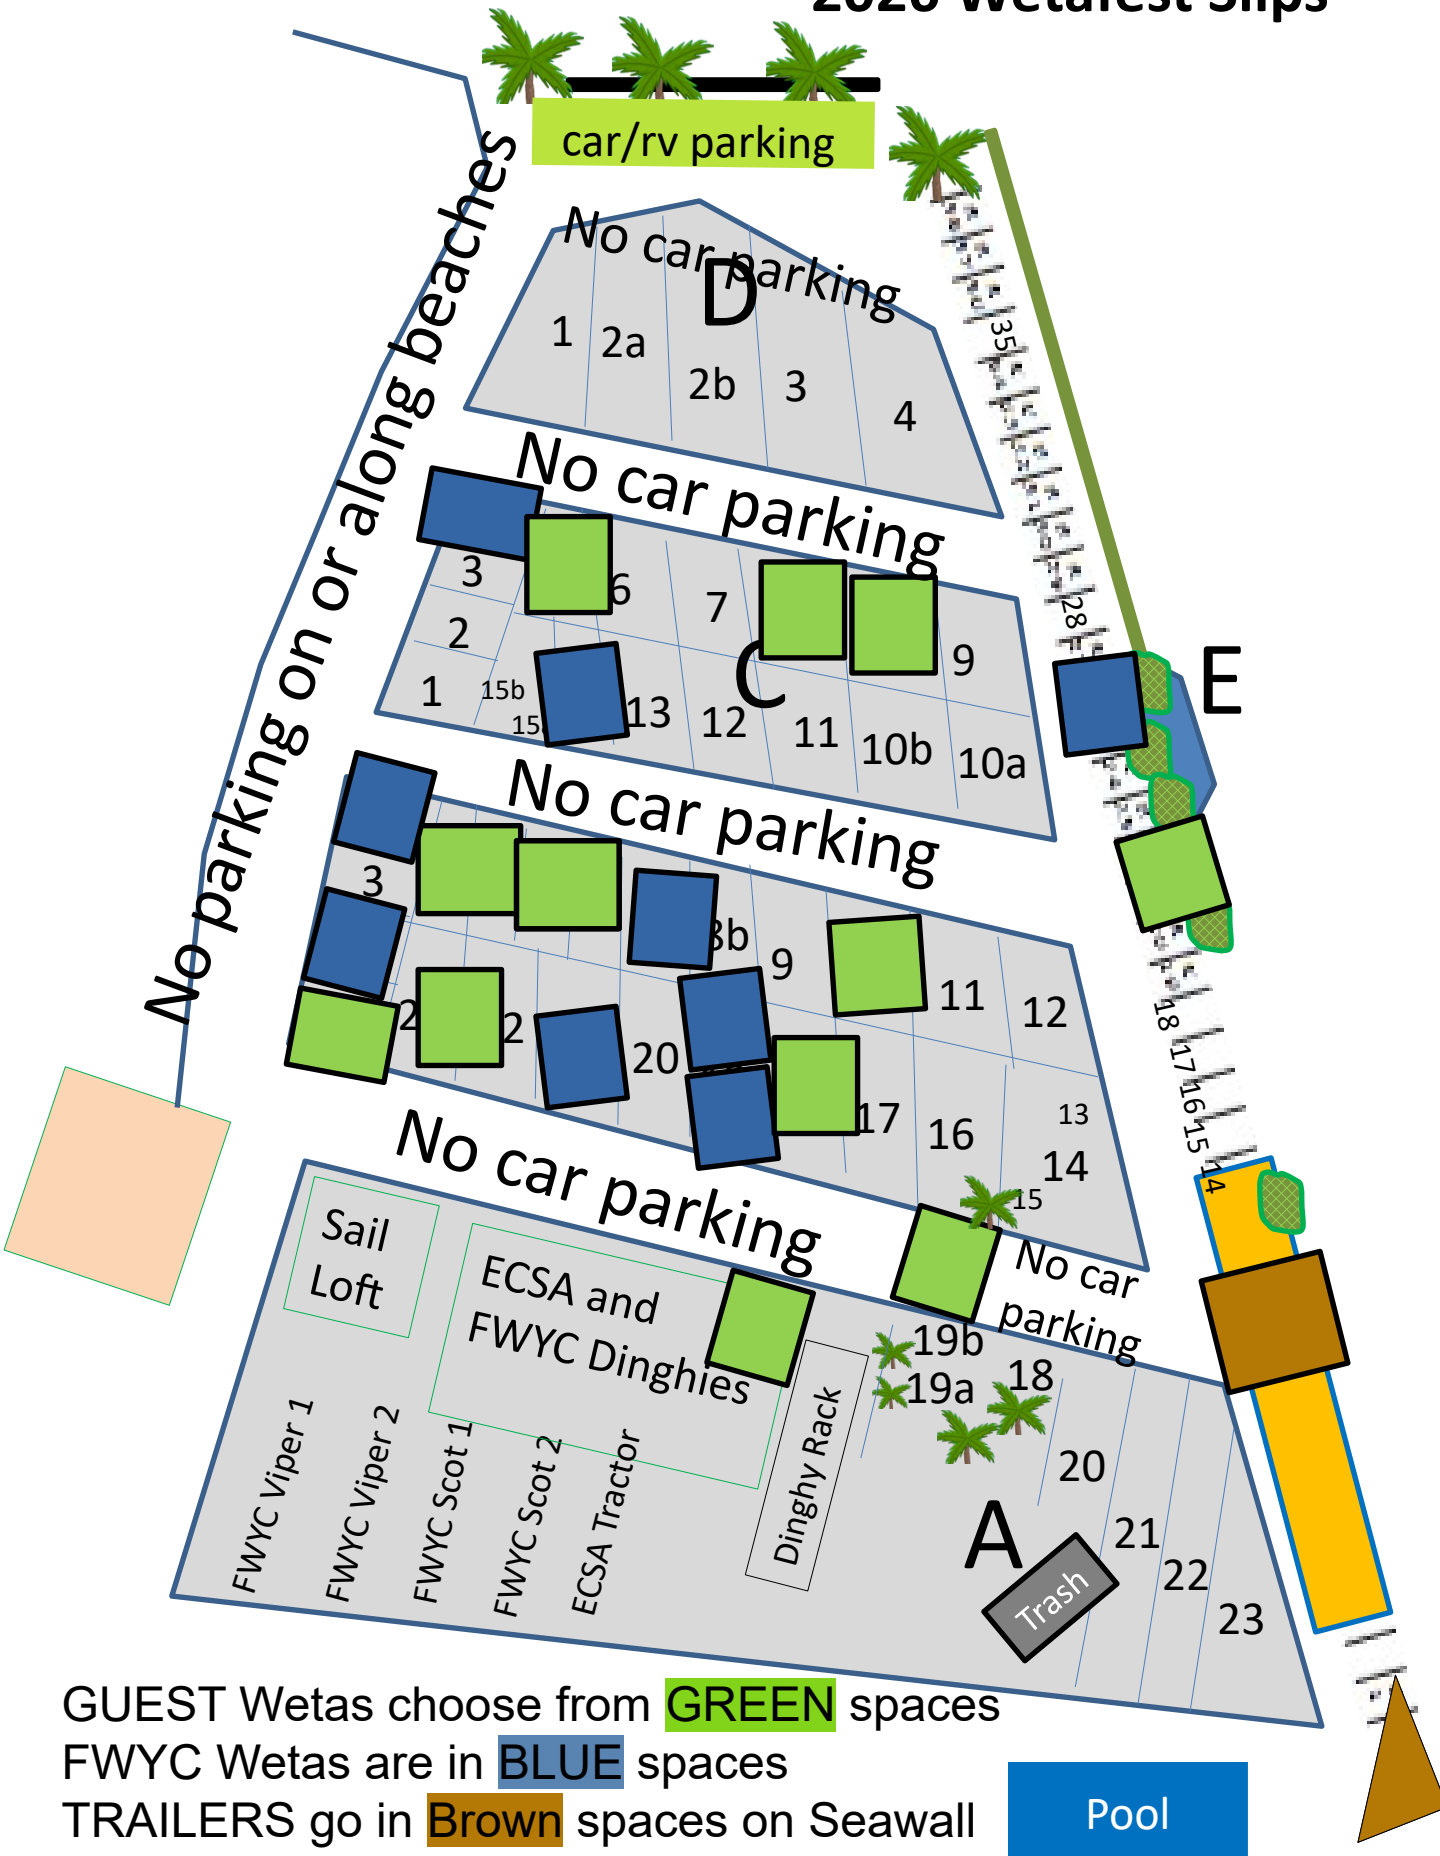 2020 Wetafest Slips
car/rv parking
No parking on or along beaches
No car parking
D
1
2a
2b
3
4
35
No car parking
3
6
7
28
2
C
9
E
1
15b
15
13
12
11
10b
10a
No car parking
3
8b
9
11
12
2
2
20
18
17
16
15
14
17
16
13
14
15
No car parking
Sail
Loft
ECSA and
FWYC Dinghies
No car
parking
19b
19a
18
Dinghy Rack
FWYC Viper 1
FWYC Viper 2
FWYC Scot 1
FWYC Scot 2
ECSA Tractor
20
A
21
22
23
Trash
GUEST Wetas choose from GREEN spaces
FWYC Wetas are in BLUE spaces
TRAILERS go in Brown spaces on Seawall
Pool